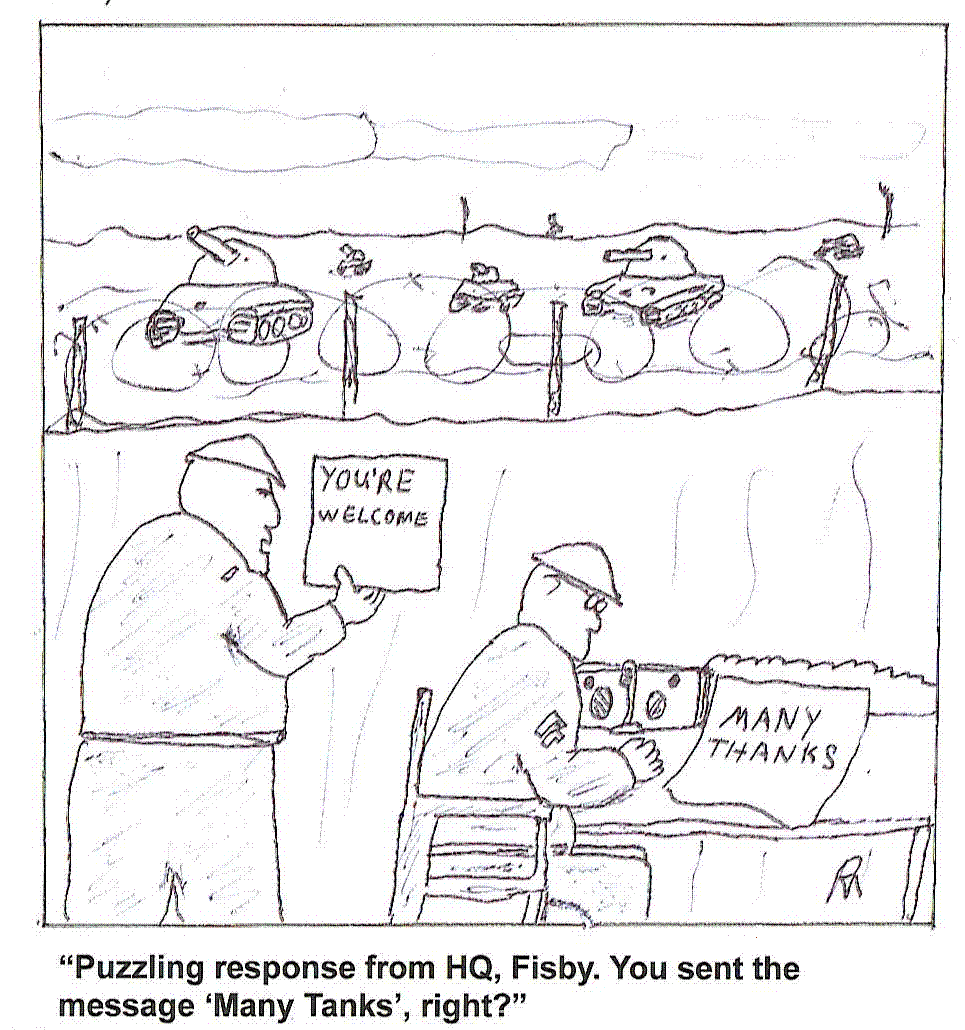 YOU'RE
WELCOME
MANY
THANKS
“Puzzling response from HQ, Fisby. You sent the
message ‘Many Tanks’, right?”